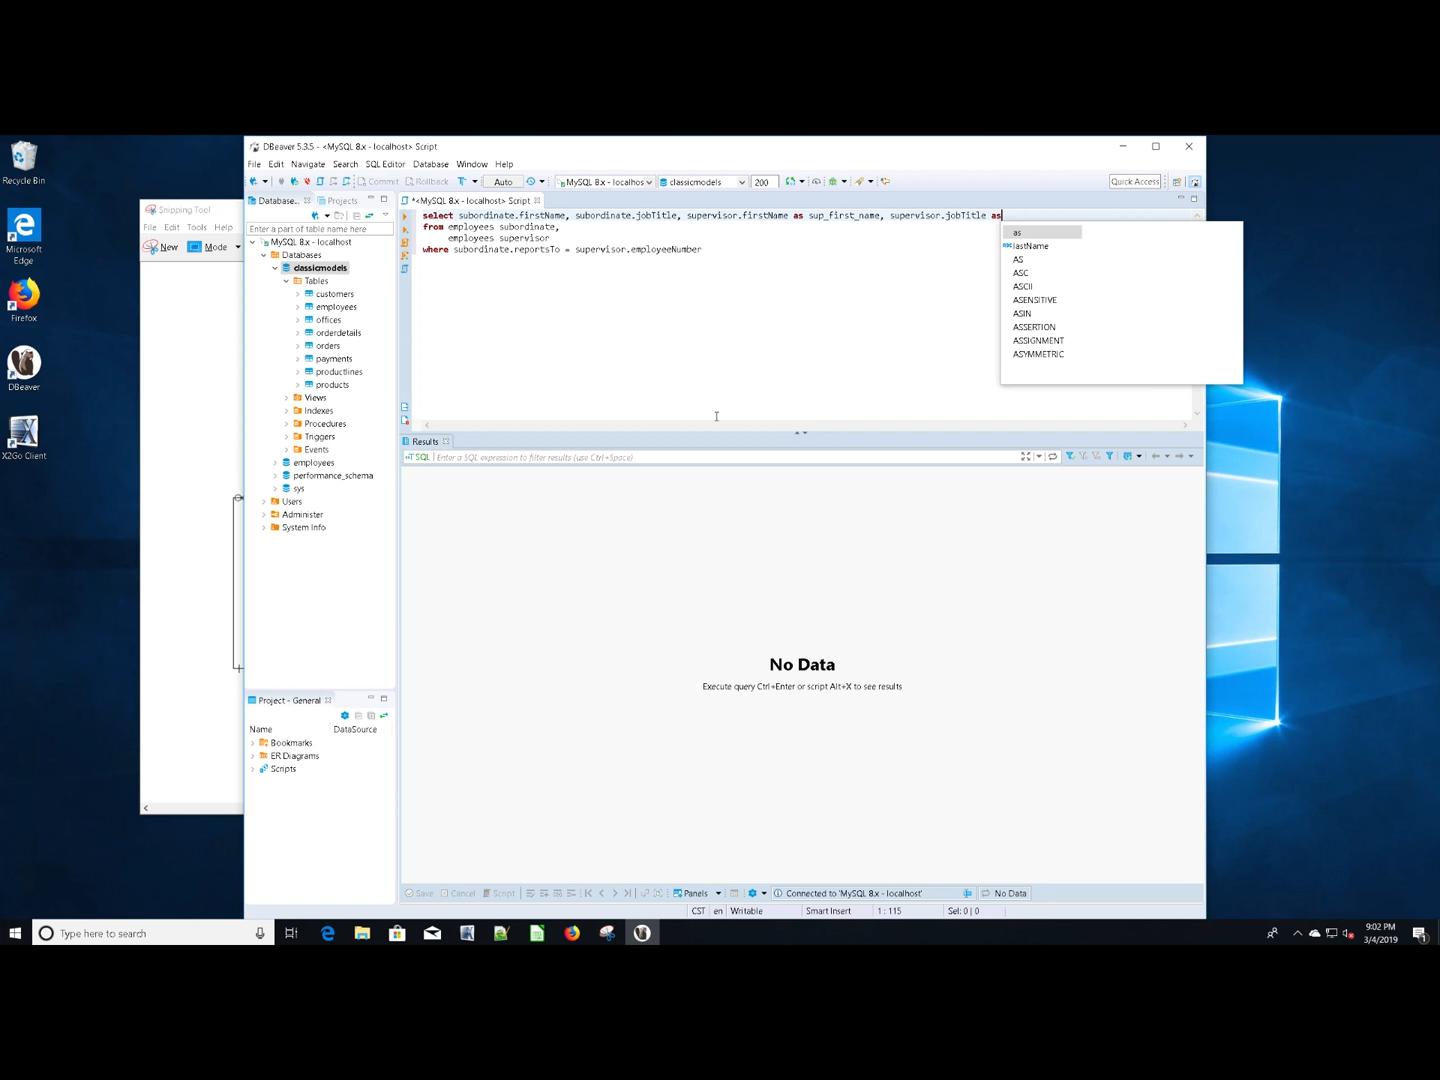 Recycle Bin
Microsoft
Edge
Firefox
DBeaver
X2Go Client
Snipping Tool
File Edit Tools Help
New Mode
DBeaver 5.3.5 - <MySQL 8.x - localhost> Script
File Edit Navigate Search SQL Editor Database Window Help
Commit Rollback Auto MySQL 8.x - localhos classicmodels 200 Quick Access
Database... Projects
Enter a part of table name here
MySQL 8.x - localhost
Databases
classicmodels
Tables
customers
employees
offices
orderdetails
orders
payments
productlines
products
Views
Indexes
Procedures
Triggers
Events
employees
performance_schema
sys
Users
Administer
System Info
Project - General
Name DataSource
Bookmarks
ER Diagrams
Scripts
*<MySQL 8.x - localhost> Script
select subordinate.firstName, subordinate.jobTitle, supervisor.firstName as sup_first_name, supervisor.jobTitle as
from employees subordinate,
employees supervisor
where subordinate.reportsTo = supervisor.employeeNumber
as
lastName
AS
ASC
ASCII
ASENSITIVE
ASIN
ASSERTION
ASSIGNMENT
ASYMMETRIC
Results
SQL Enter a SQL expression to filter results (use Ctrl+Space)
No Data
Execute query Ctrl+Enter or script Alt+X to see results
Save Cancel Script Panels Connected to 'MySQL 8.x - localhost' No Data
CST en Writable Smart Insert 1 : 115 Sel: 0 | 0
Type here to search
9:02 PM
3/4/2019
1